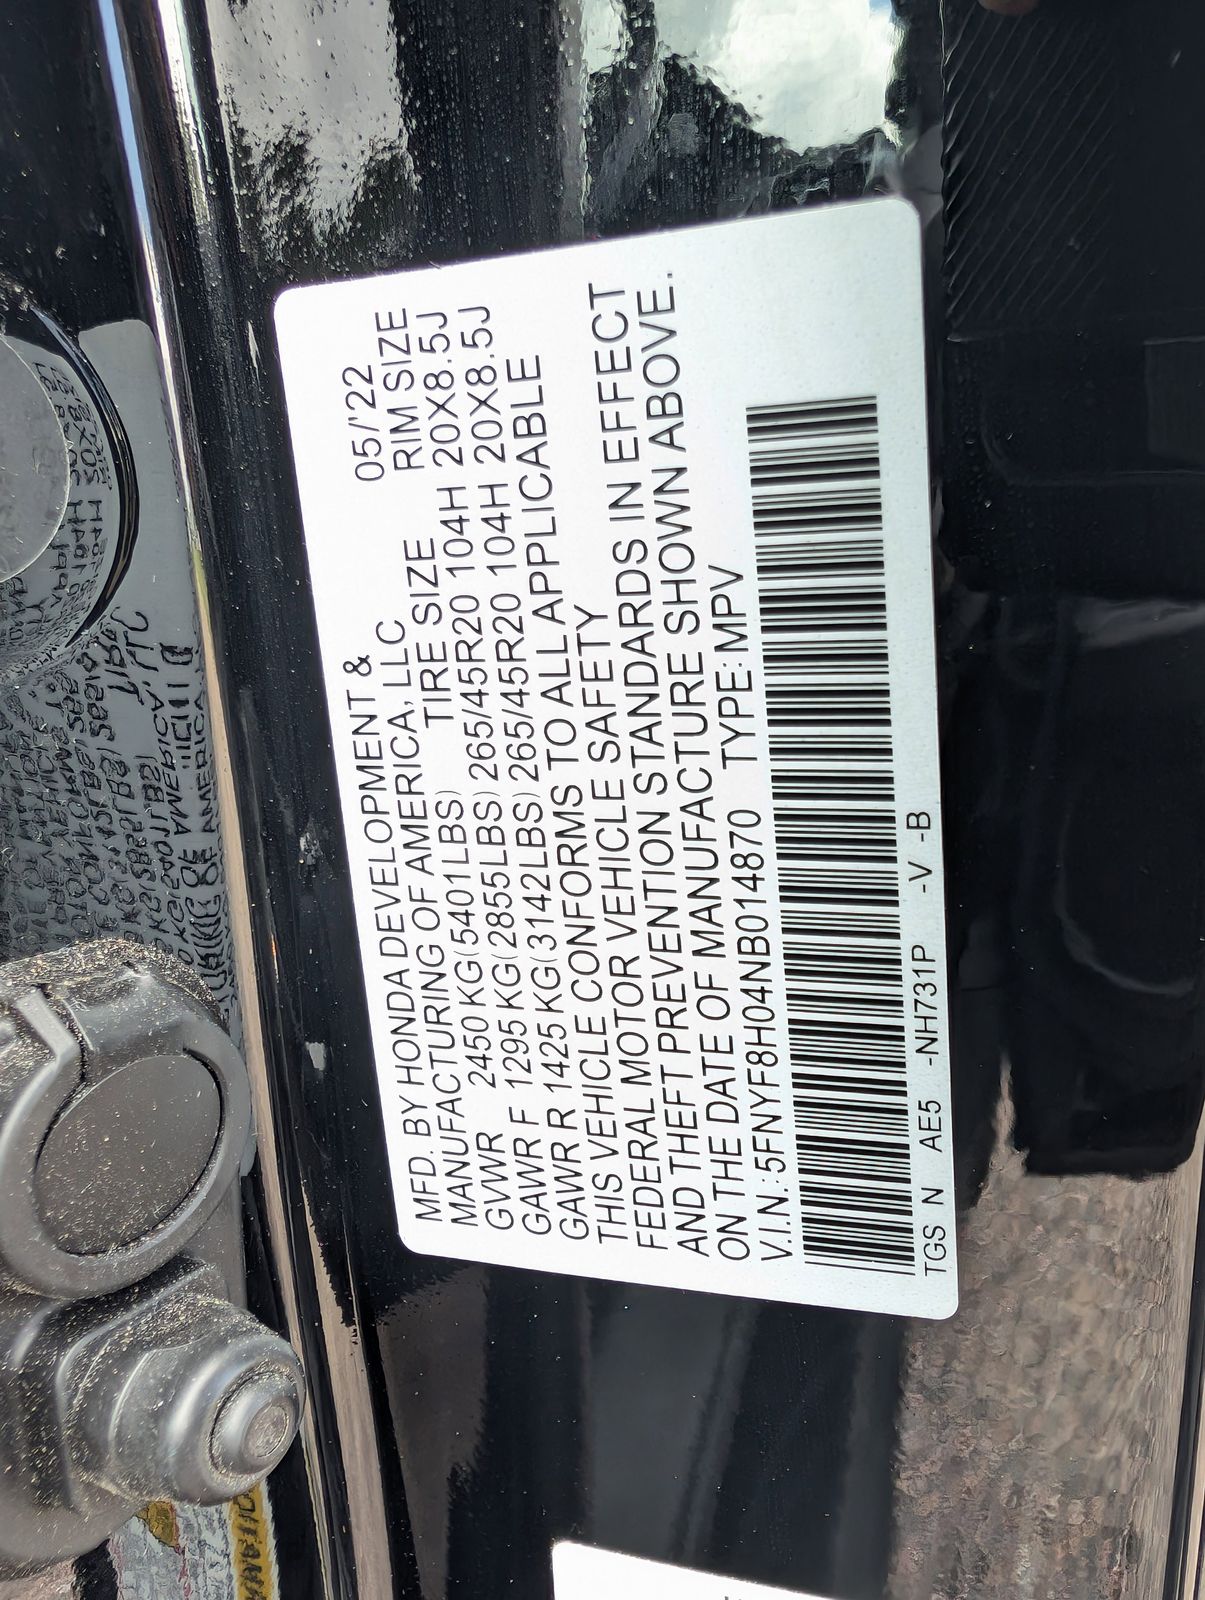 MFD. BY HONDA DEVELOPMENT & 05/'22
MANUFACTURING OF AMERICA, LLC RIM SIZE
GVWR 2450 KG(5401LBS) TIRE SIZE 20X8.5J
GAWR F 1295 KG(2855LBS) 265/45R20 104H 20X8.5J
GAWR R 1425 KG(3142LBS) 265/45R20 104H
THIS VEHICLE CONFORMS TO ALL APPLICABLE
FEDERAL MOTOR VEHICLE SAFETY
AND THEFT PREVENTION STANDARDS IN EFFECT
ON THE DATE OF MANUFACTURE SHOWN ABOVE.
V.I.N.:5FNYF8H04NB014870 TYPE:MPV
TGS N AE5 -NH731P -V -B